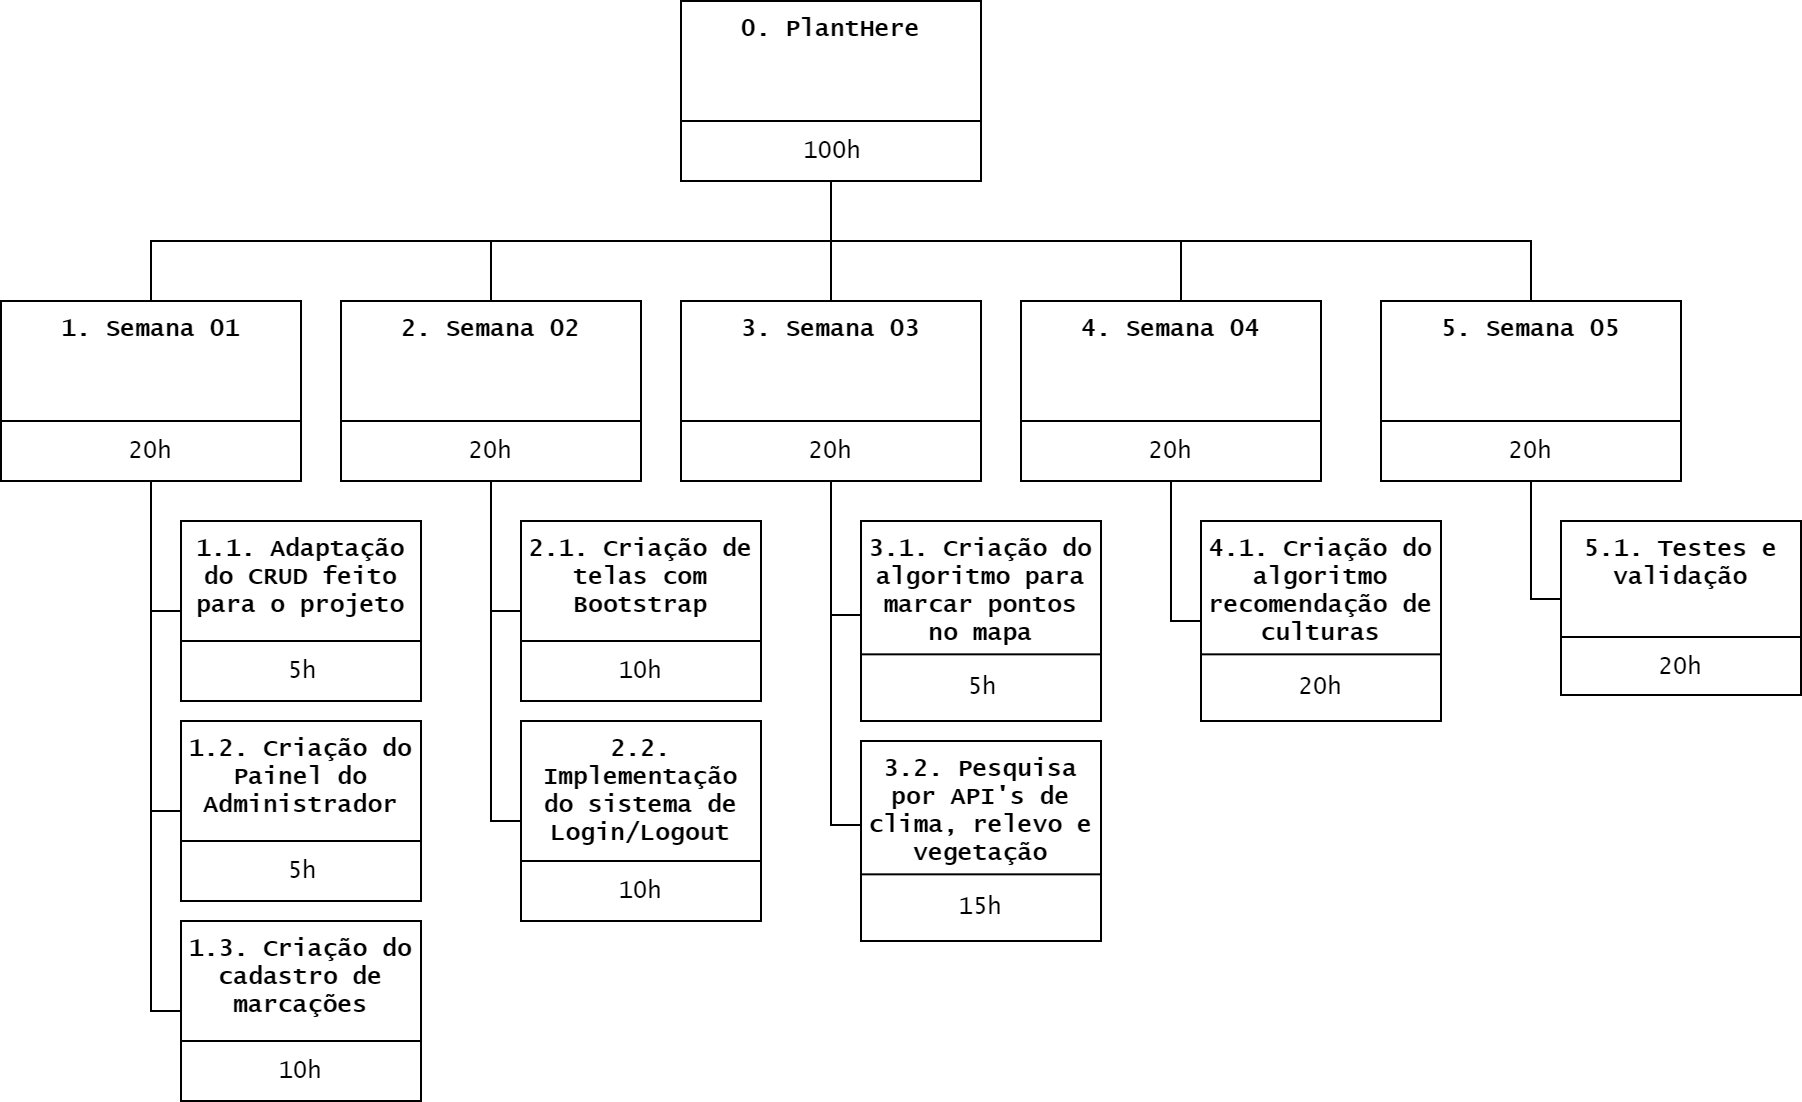 0. PlantHere
100h
1. Semana 01
20h
2. Semana 02
20h
3. Semana 03
20h
4. Semana 04
20h
5. Semana 05
20h
1.1. Adaptação
do CRUD feito
para o projeto
5h
1.2. Criação do
Painel do
Administrador
5h
1.3. Criação do
cadastro de
marcações
10h
2.1. Criação de
telas com
Bootstrap
10h
2.2.
Implementação
do sistema de
Login/Logout
10h
3.1. Criação do
algoritmo para
marcar pontos
no mapa
5h
3.2. Pesquisa
por API's de
clima, relevo e
vegetação
15h
4.1. Criação do
algoritmo
recomendação de
culturas
20h
5.1. Testes e
validação
20h